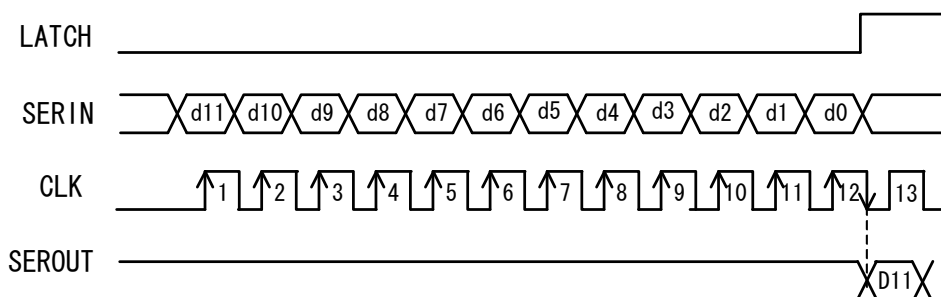 LATCH
SERIN d11 d10 d9 d8 d7 d6 d5 d4 d3 d2 d1 d0
CLK 1 2 3 4 5 6 7 8 9 10 11 12 13
SEROUT D11